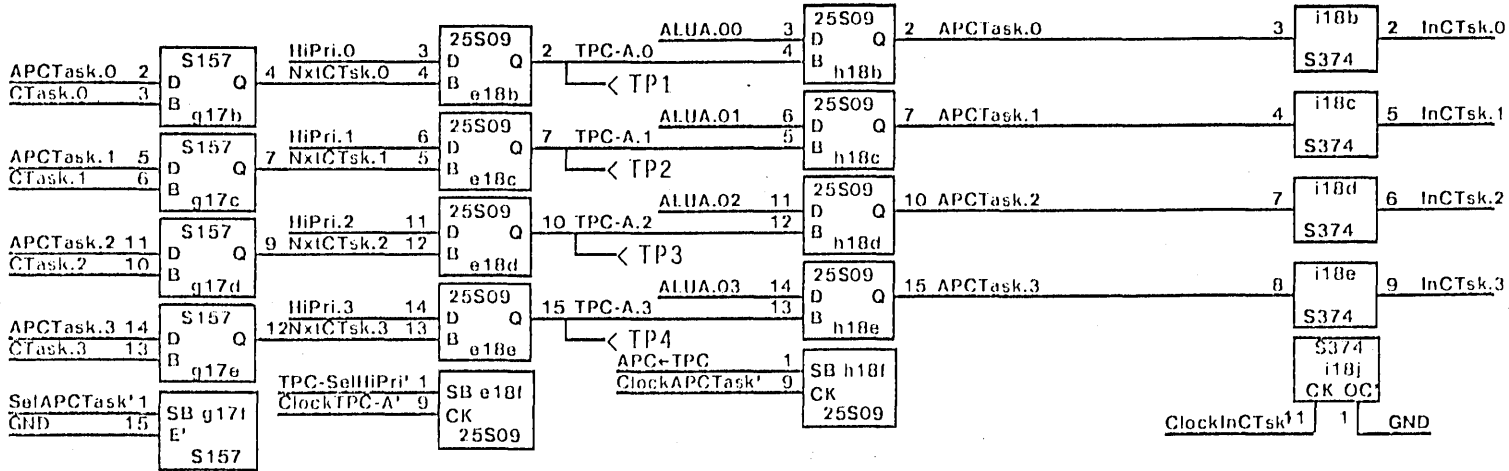 APCTask.0 2
CTask.0 3
S157
D Q
B
g17b
4 NxtCTsk.0 4
HiPri.0 3
25S09
D Q
B
e18b
2 TPC-A.0
TP1
ALUA.00 3
4
25S09
D Q
B
h18b
2 APCTask.0 3
i18b
S374
2 InCTsk.0
APCTask.1 5
CTask.1 6
S157
D Q
B
g17c
7 NxtCTsk.1 5
HiPri.1 6
25S09
D Q
B
e18c
7 TPC-A.1
TP2
ALUA.01 6
5
25S09
D Q
B
h18c
7 APCTask.1 4
i18c
S374
5 InCTsk.1
APCTask.2 11
CTask.2 10
S157
D Q
B
g17d
9 NxtCTsk.2 12
HiPri.2 11
25S09
D Q
B
e18d
10 TPC-A.2
TP3
ALUA.02 11
12
25S09
D Q
B
h18d
10 APCTask.2 7
i18d
S374
6 InCTsk.2
APCTask.3 14
CTask.3 13
S157
D Q
B
g17e
12 NxtCTsk.3 13
HiPri.3 14
25S09
D Q
B
e18e
15 TPC-A.3
TP4
ALUA.03 14
13
25S09
D Q
B
h18e
15 APCTask.3 8
i18e
S374
9 InCTsk.3
SelAPCTask' 1
GND 15
SB g17f
E'
S157
TPC-SelHiPri' 1
ClockTPC-A' 9
SB e18f
CK
25S09
APC←TPC 1
ClockAPCTask' 9
SB h18f
CK
25S09
S374
i18j
CK OC'
ClockInCTsk' 11
1 GND